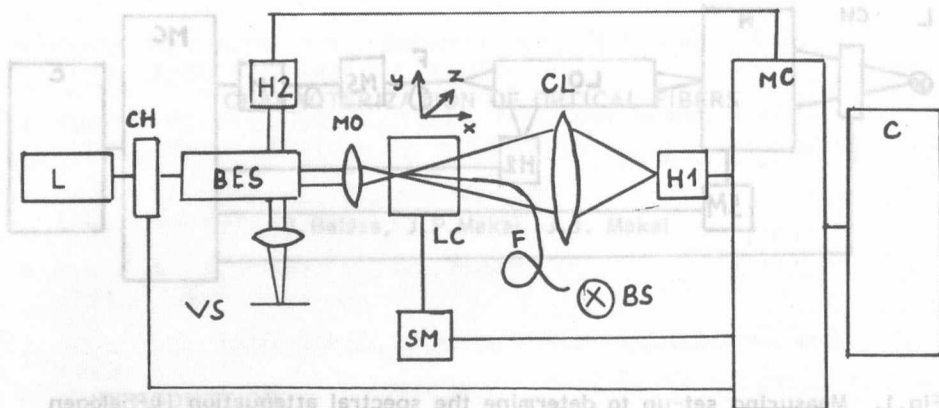 H2
y
z
x
CL
MC
CH
MO
C
L
BES
H1
LC
F
VS
SM
BS
Fig.1. Measuring set-up to determine the spectral attenuation (L-halogen